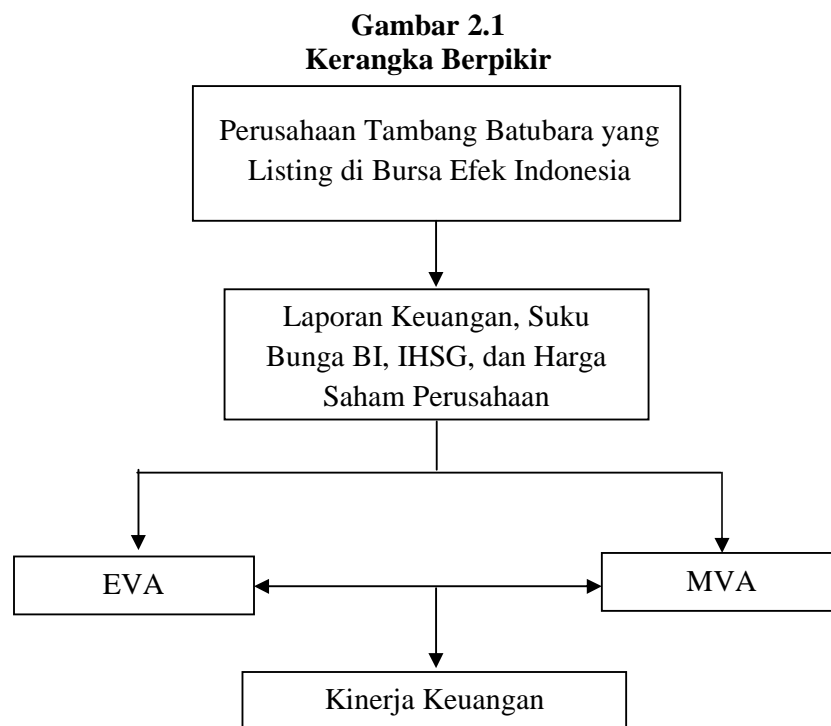 Gambar 2.1
Kerangka Berpikir
Perusahaan Tambang Batubara yang
Listing di Bursa Efek Indonesia
Laporan Keuangan, Suku
Bunga BI, IHSG, dan Harga
Saham Perusahaan
EVA
MVA
Kinerja Keuangan